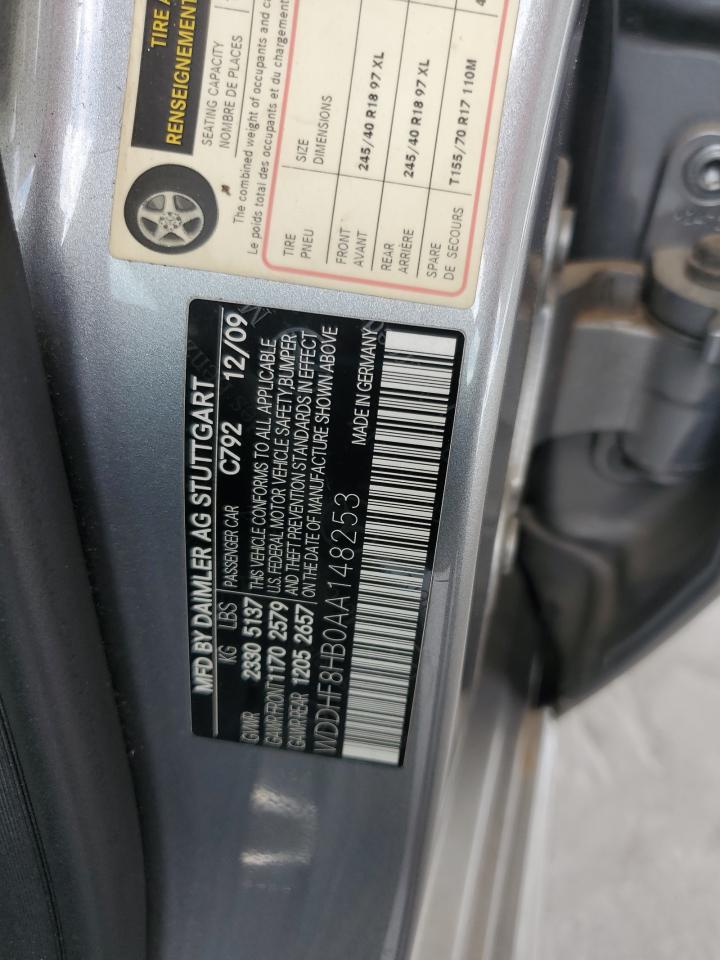 TIRE A
RENSEIGNEMENT
SEATING CAPACITY
NOMBRE DE PLACES
The combined weight of occupants and c
Le poids total des occupants et du chargement
TIRE SIZE
PNEU DIMENSIONS
FRONT
AVANT 245/40 R18 97 XL
REAR
ARRIÈRE 245/40 R18 97 XL
SPARE
DE SECOURS T155/70 R17 110M
MFD BY DAIMLER AG STUTTGART
KG LBS PASSENGER CAR C792 12/09
GVWR 2330 5137 THIS VEHICLE CONFORMS TO ALL APPLICABLE
GAWR FRONT 1170 2579 U.S. FEDERAL MOTOR VEHICLE SAFETY, BUMPER,
GAWR REAR 1205 2657 AND THEFT PREVENTION STANDARDS IN EFFECT
ON THE DATE OF MANUFACTURE SHOWN ABOVE
WDDHF8HB0AA148253
MADE IN GERMANY